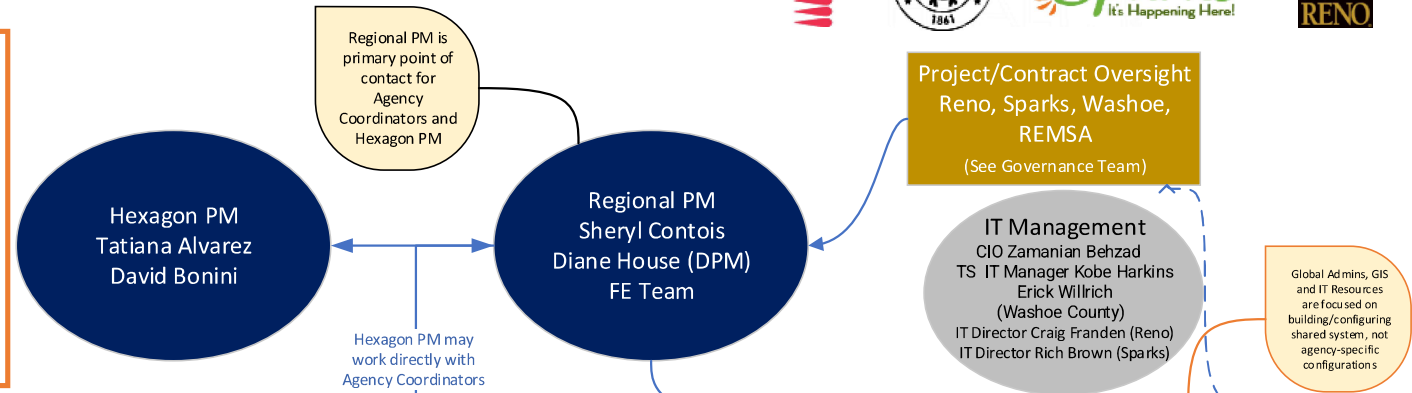 1861
It's Happening Here!
RENO
Regional PM is
primary point of
contact for
Agency
Coordinators and
Hexagon PM
Project/Contract Oversight
Reno, Sparks, Washoe,
REMSA
(See Governance Team)
Hexagon PM
Tatiana Alvarez
David Bonini
Regional PM
Sheryl Contois
Diane House (DPM)
FE Team
IT Management
CIO Zamanian Behzad
TS  IT Manager Kobe Harkins
Erick Willrich
(Washoe County)
IT Director Craig Franden (Reno)
IT Director Rich Brown (Sparks)
Global Admins, GIS
and IT Resources
are focused on
building/configuring
shared system, not
agency-specific
configurations
Hexagon PM may
work directly with
Agency Coordinators